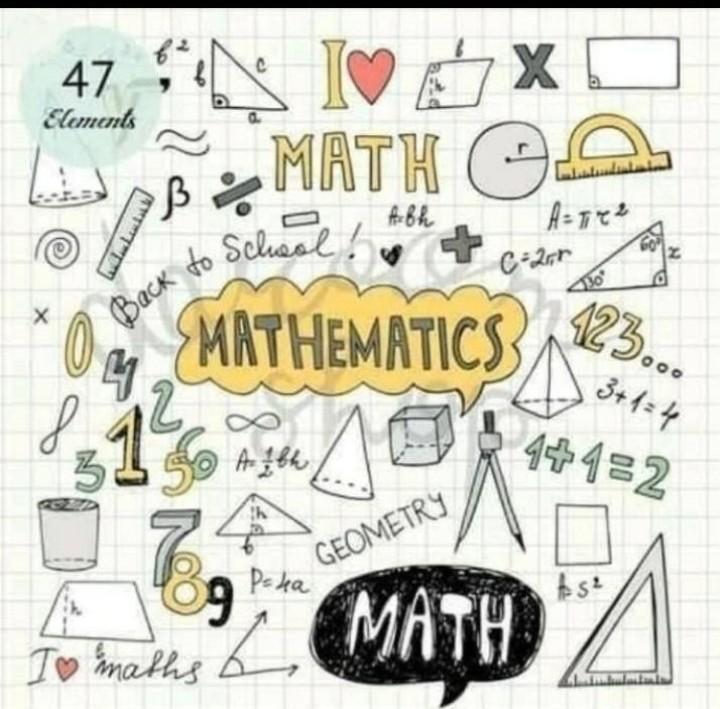 47
Elements
b²
b
c
a
I ♥
b
h
X
MATH
r
β
÷
A=bh
A=πr²
Back to School!
+
C=2πr
60°
30°
x
x
MATHEMATICS
0
123...
4
3+1=4
1
2
3
5
6
∞
1+1=2
A=½bh
GEOMETRY
h
b
7
8
9
P=4a
A=s²
h
MATH
I ♥ maths